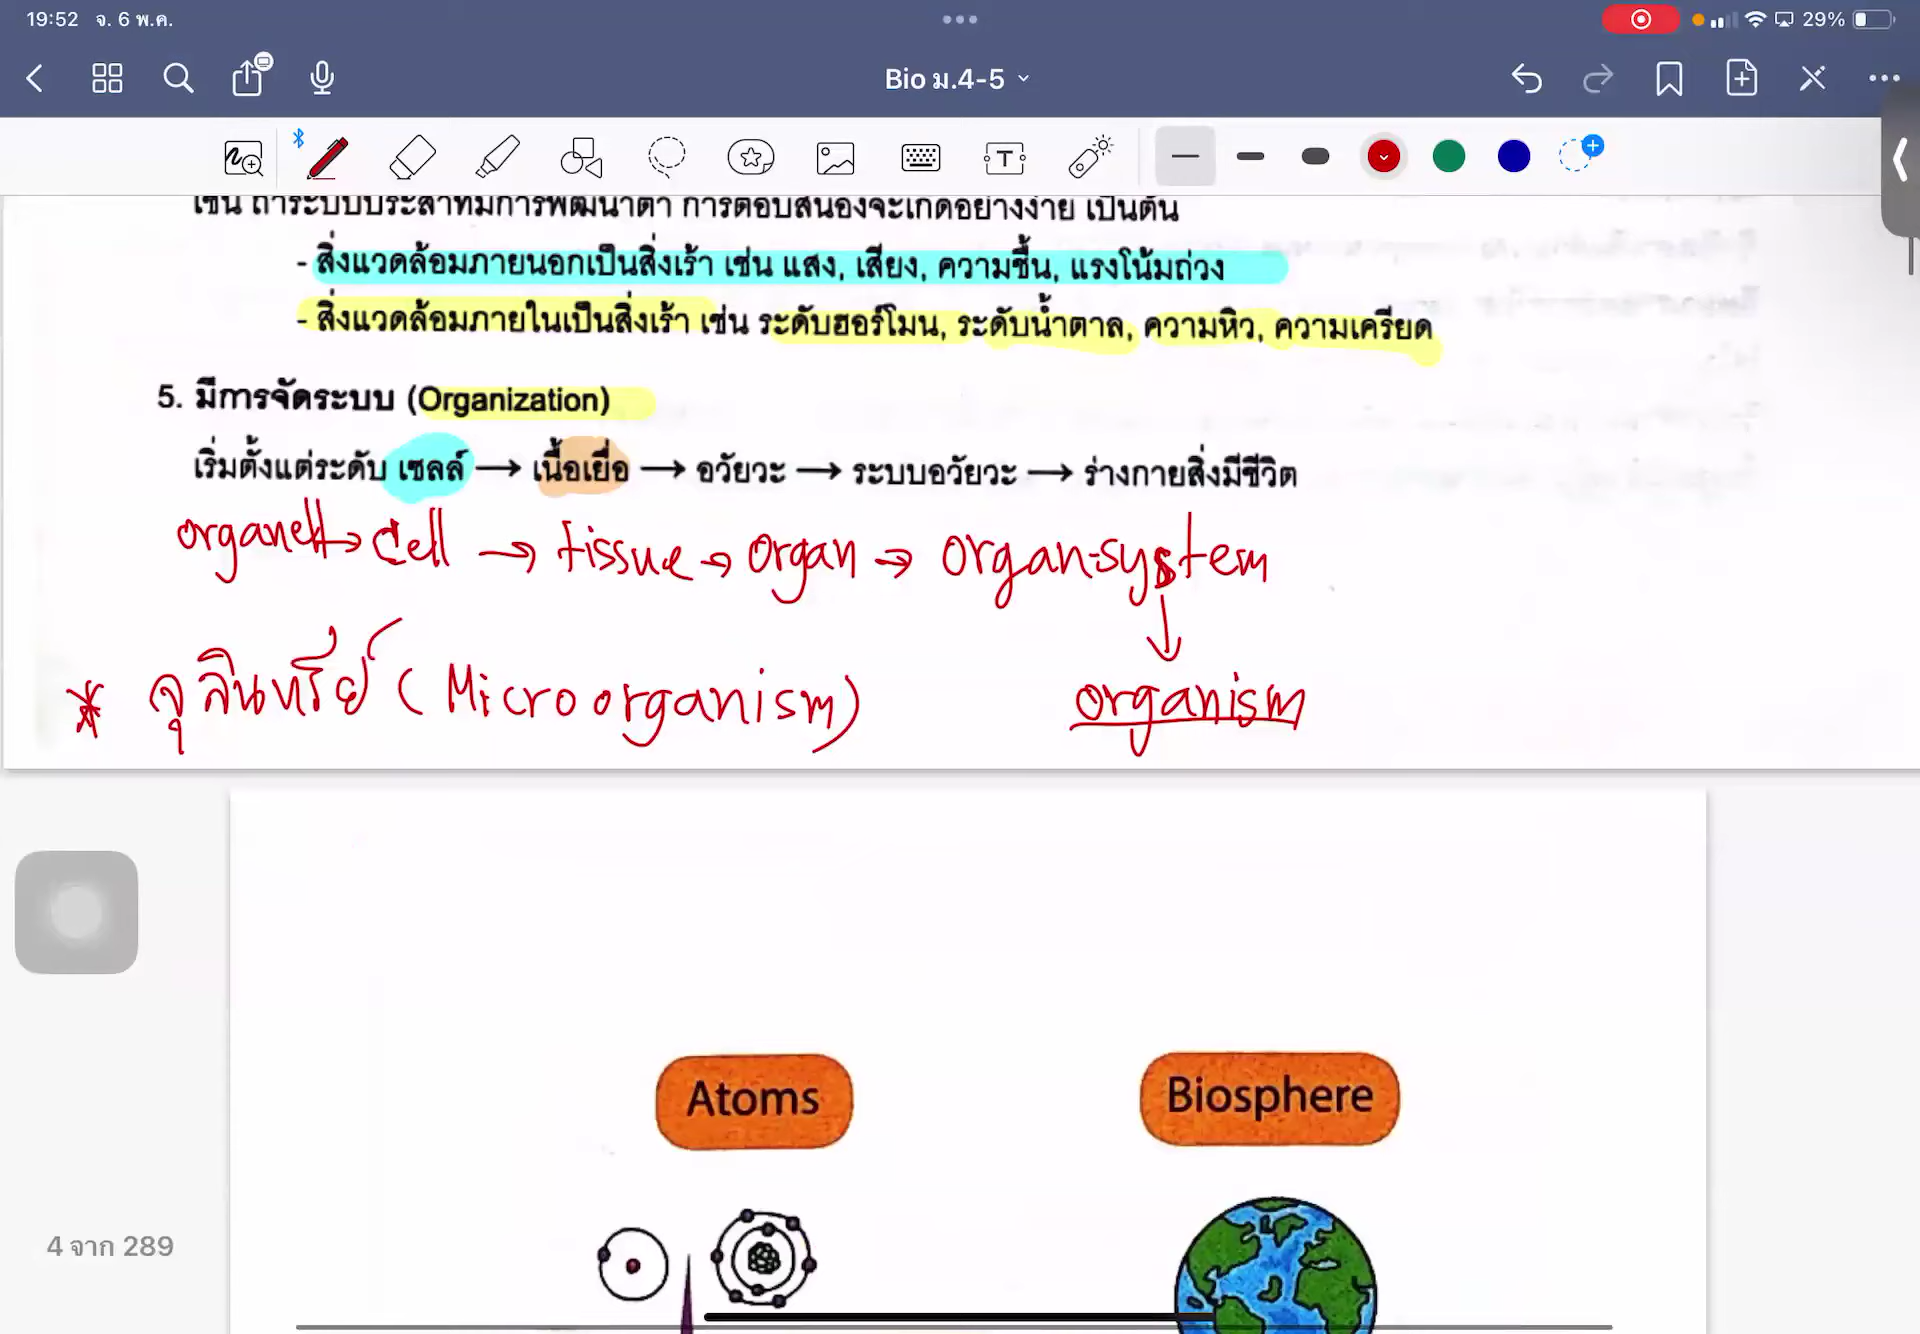 19:52 จ. 6 พ.ค.
29%
Bio ม.4-5
เช่น ถ้าระบบประสาทมีการพัฒนาต่ำ การตอบสนองจะเกิดอย่างง่าย เป็นต้น
- สิ่งแวดล้อมภายนอกเป็นสิ่งเร้า เช่น แสง, เสียง, ความชื้น, แรงโน้มถ่วง
- สิ่งแวดล้อมภายในเป็นสิ่งเร้า เช่น ระดับฮอร์โมน, ระดับน้ำตาล, ความหิว, ความเครียด
5. มีการจัดระบบ (Organization)
เริ่มตั้งแต่ระดับ เซลล์ → เนื้อเยื่อ → อวัยวะ → ระบบอวัยวะ → ร่างกายสิ่งมีชีวิต
organell → cell → tissue → organ → organ-system
↓
* จุลินทรีย์ (Microorganism) organism
Atoms Biosphere
4 จาก 289